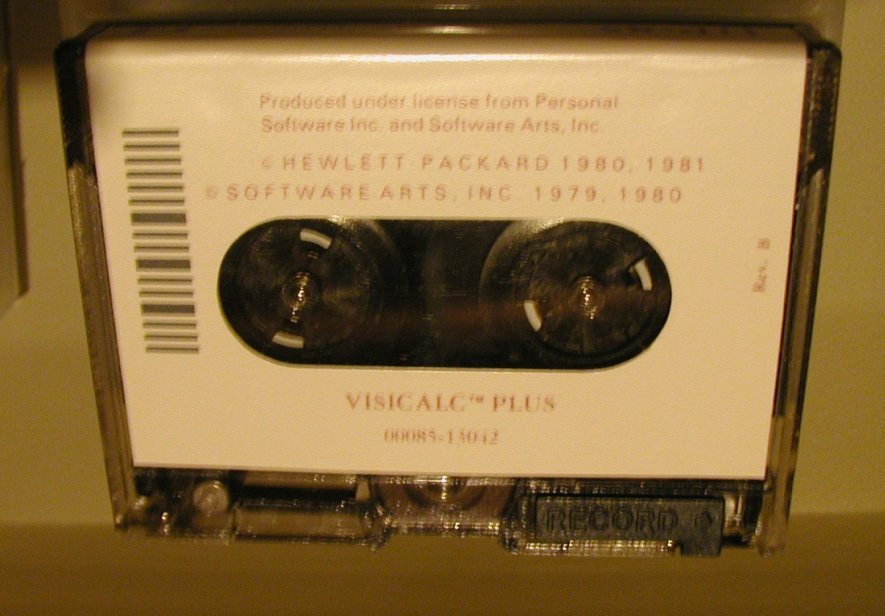 Produced under license from Personal
Software Inc. and Software Arts, Inc.
© HEWLETT-PACKARD 1980, 1981
© SOFTWARE ARTS, INC. 1979, 1980
Rev. B
VISICALC™ PLUS
00085-13042
RECORD